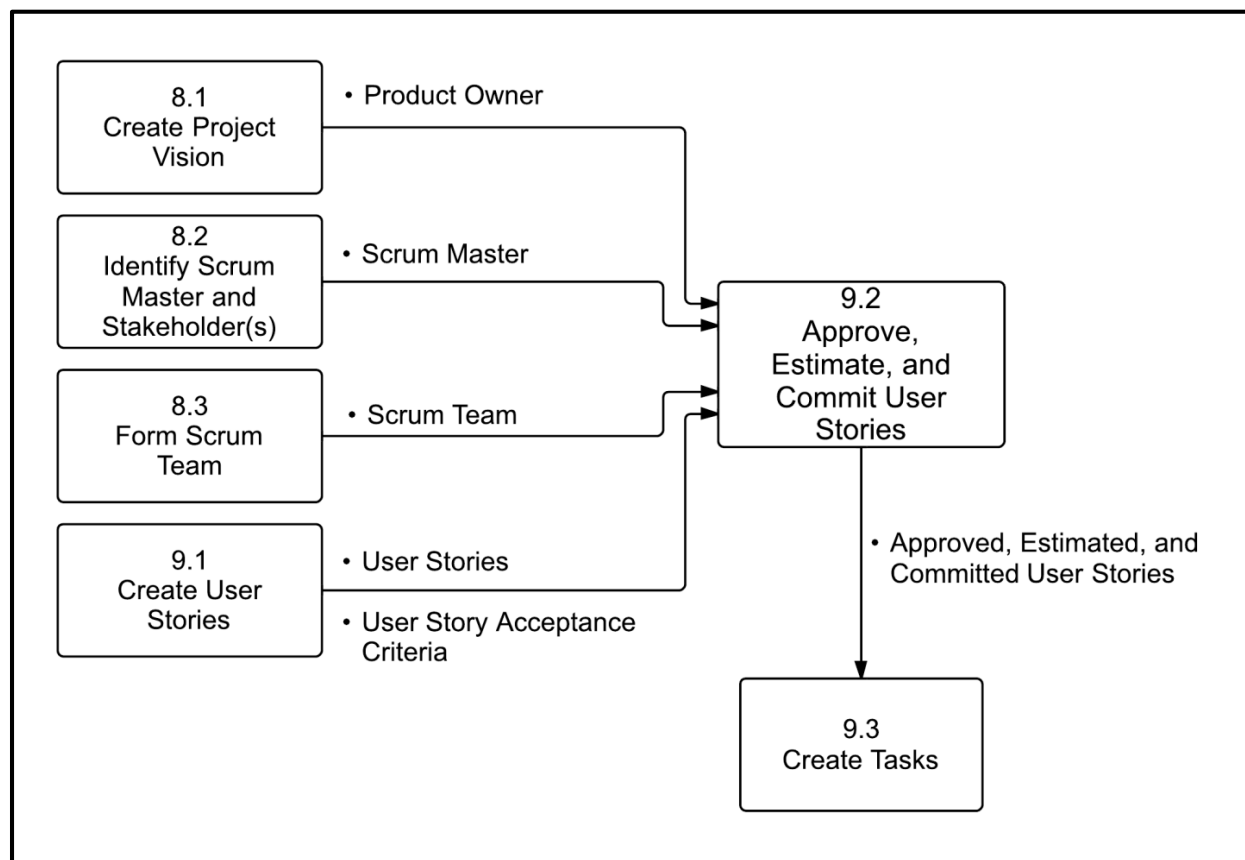 8.1
Create Project
Vision
• Product Owner
8.2
Identify Scrum
Master and
Stakeholder(s)
• Scrum Master
8.3
Form Scrum
Team
• Scrum Team
9.1
Create User
Stories
• User Stories
• User Story Acceptance
Criteria
9.2
Approve,
Estimate, and
Commit User
Stories
• Approved, Estimated, and
Committed User Stories
9.3
Create Tasks